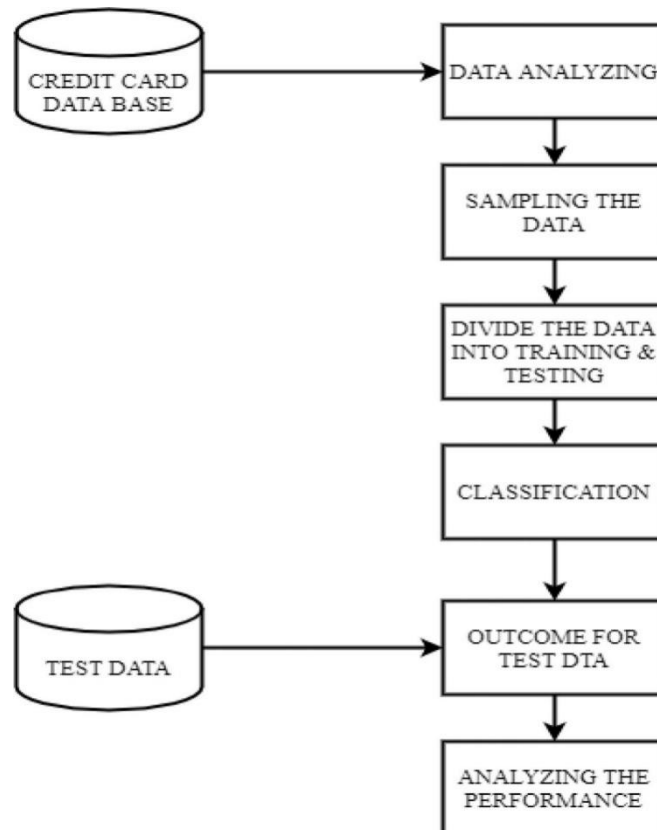 CREDIT CARD
DATA BASE
DATA ANALYZING
SAMPLING THE
DATA
DIVIDE THE DATA
INTO TRAINING &
TESTING
CLASSIFICATION
TEST DATA
OUTCOME FOR
TEST DTA
ANALYZING THE
PERFORMANCE